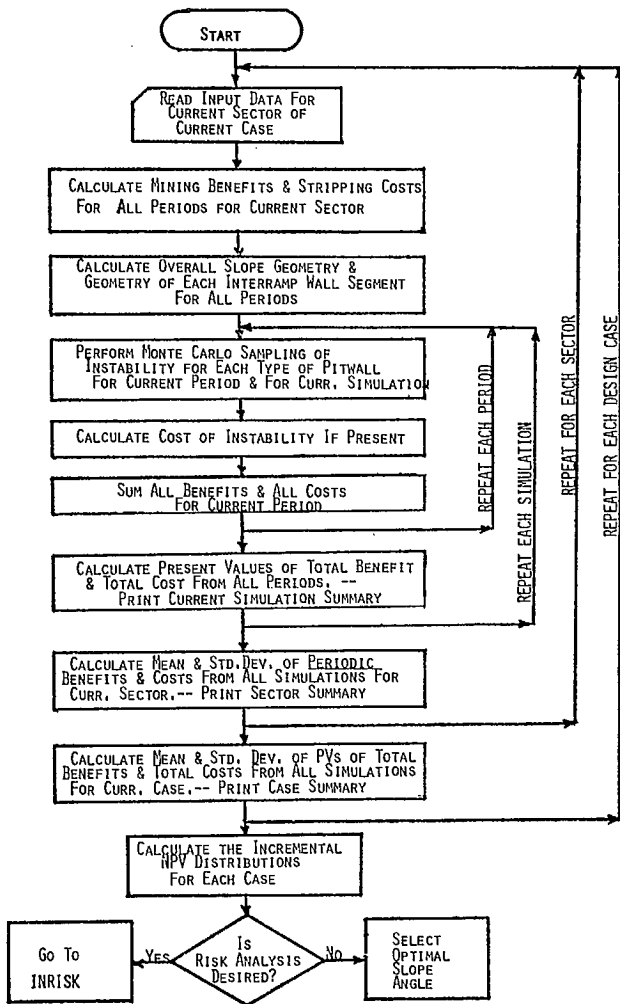 START
READ INPUT DATA FOR
CURRENT SECTOR OF
CURRENT CASE
CALCULATE MINING BENEFITS & STRIPPING COSTS
FOR ALL PERIODS FOR CURRENT SECTOR
CALCULATE OVERALL SLOPE GEOMETRY &
GEOMETRY OF EACH INTERRAMP WALL SEGMENT
FOR ALL PERIODS
PERFORM MONTE CARLO SAMPLING OF
INSTABILITY FOR EACH TYPE OF PITWALL
FOR CURRENT PERIOD & FOR CURR. SIMULATION
CALCULATE COST OF INSTABILITY IF PRESENT
SUM ALL BENEFITS & ALL COSTS
FOR CURRENT PERIOD
REPEAT EACH PERIOD
REPEAT EACH SIMULATION
REPEAT FOR EACH SECTOR
REPEAT FOR EACH DESIGN CASE
CALCULATE PRESENT VALUES OF TOTAL BENEFIT
& TOTAL COST FROM ALL PERIODS. --
PRINT CURRENT SIMULATION SUMMARY
CALCULATE MEAN & STD.DEV. OF PERIODIC
BENEFITS & COSTS FROM ALL SIMULATIONS FOR
CURR. SECTOR.-- PRINT SECTOR SUMMARY
CALCULATE MEAN & STD. DEV. OF PVS OF TOTAL
BENEFITS & TOTAL COSTS FROM ALL SIMULATIONS
FOR CURR. CASE.-- PRINT CASE SUMMARY
CALCULATE THE INCREMENTAL
NPV DISTRIBUTIONS
FOR EACH CASE
IS
RISK ANALYSIS
DESIRED?
YES
NO
GO TO
INRISK
SELECT
OPTIMAL
SLOPE
ANGLE